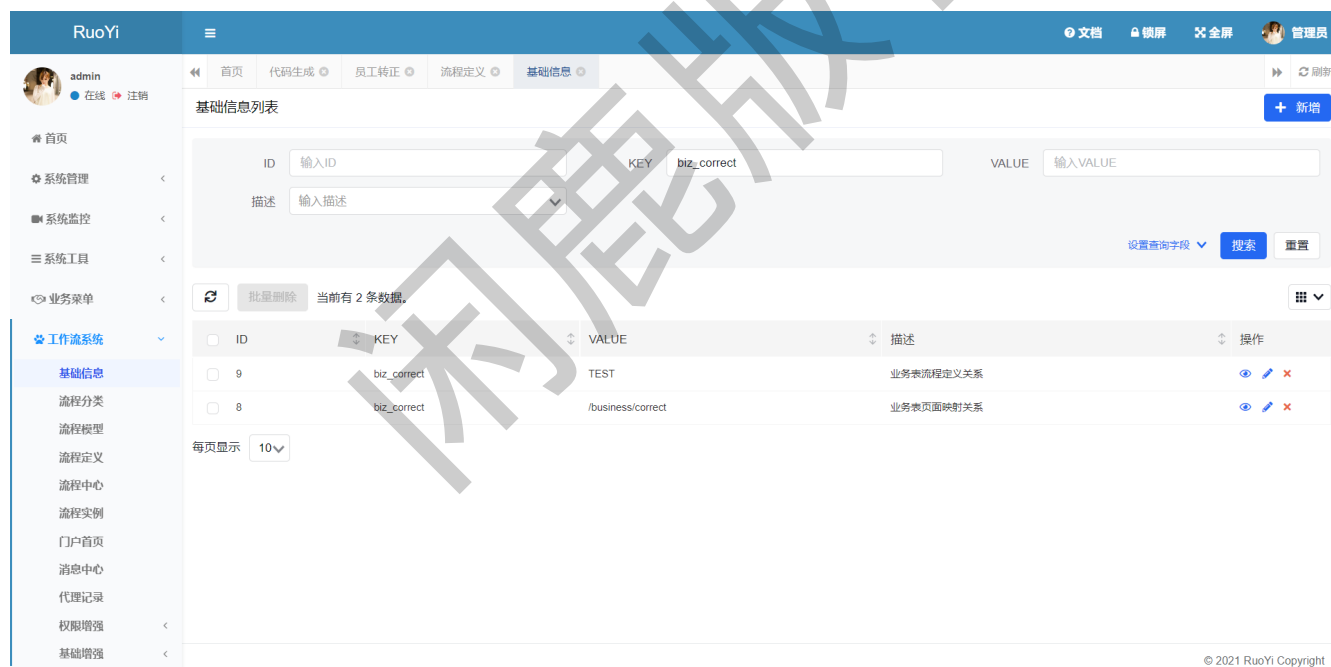 RuoYi
文档 锁屏 全屏 管理员
admin
在线 注销
首页 代码生成 员工转正 流程定义 基础信息 刷新
基础信息列表
新增
首页
系统管理
系统监控
系统工具
业务菜单
工作流系统
基础信息
流程分类
流程模型
流程定义
流程中心
流程实例
门户首页
消息中心
代理记录
权限增强
基础增强
ID 输入ID KEY biz_correct VALUE 输入VALUE
描述 输入描述
设置查询字段 搜索 重置
批量删除 当前有 2 条数据。
ID KEY VALUE 描述 操作
9 biz_correct TEST 业务表流程定义关系
8 biz_correct /business/correct 业务表页面映射关系
每页显示 10
© 2021 RuoYi Copyright
闲鹿版